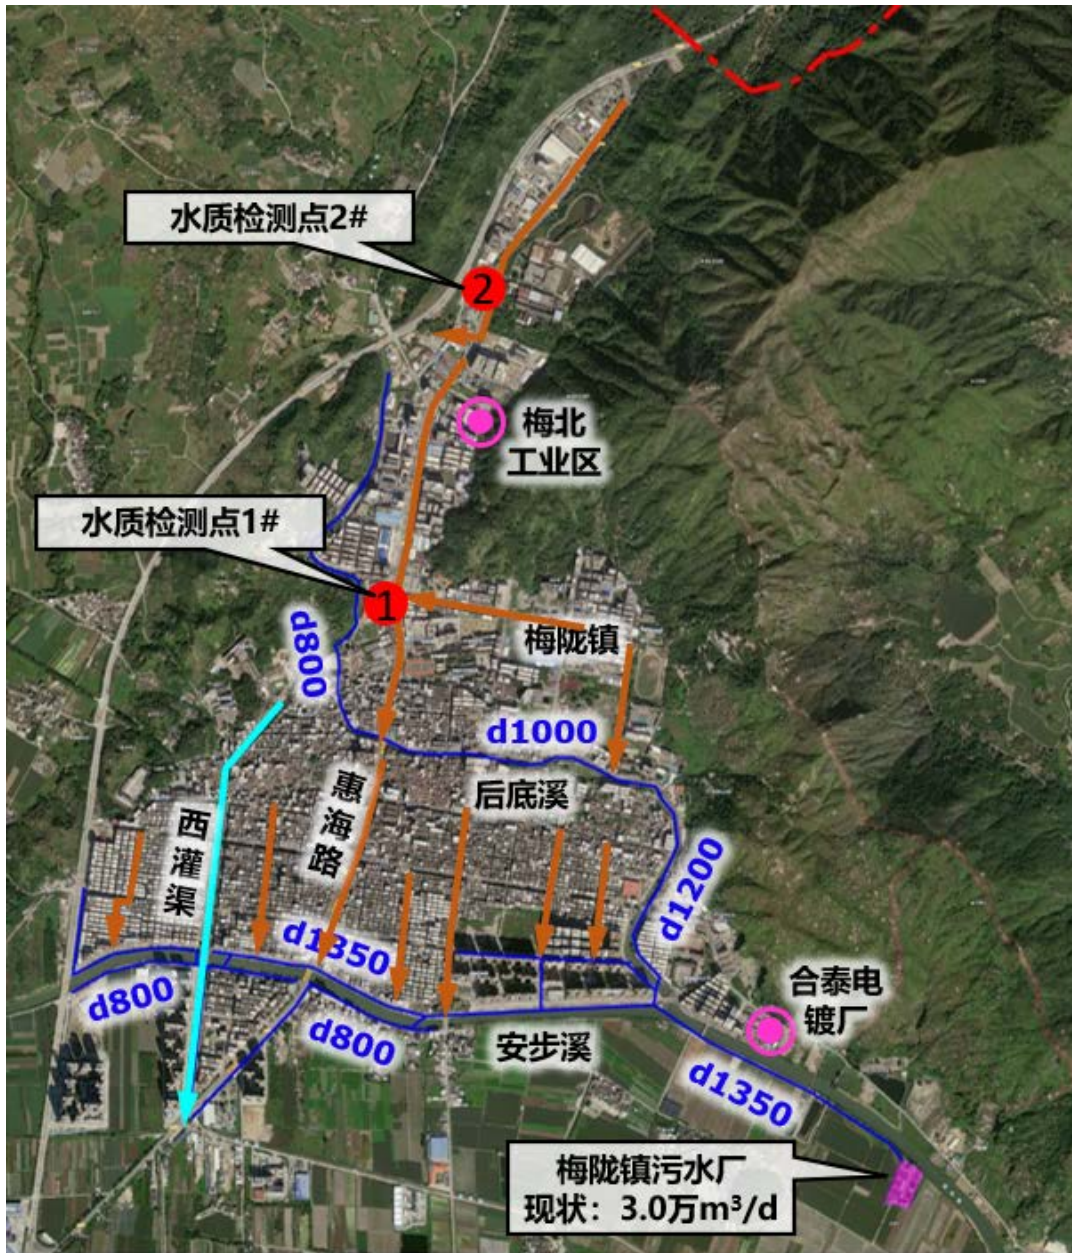 水质检测点2#
2
梅北
工业区
水质检测点1#
1
梅陇镇
d800
d1000
后底溪
惠海路
西灌渠
d1200
d1350
d800
d800
安步溪
合泰电
镀厂
d1350
梅陇镇污水厂
现状：3.0万m³/d